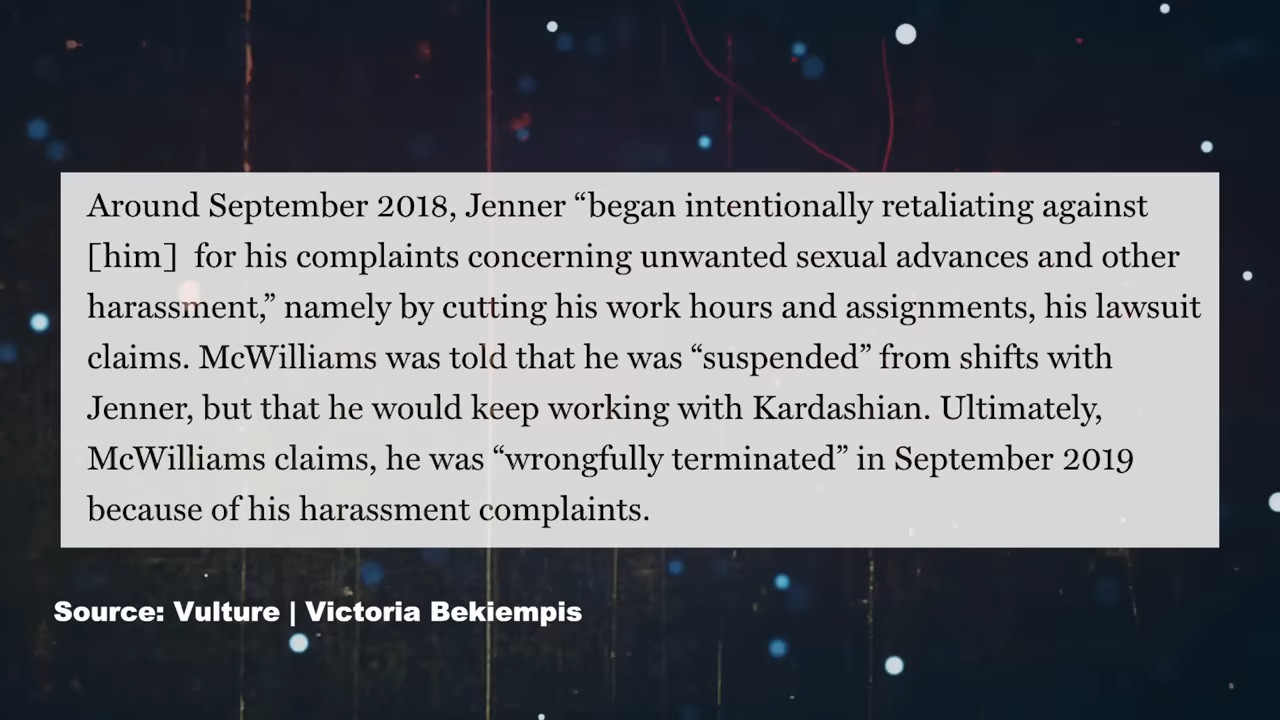 Around September 2018, Jenner “began intentionally retaliating against
[him]  for his complaints concerning unwanted sexual advances and other
harassment,” namely by cutting his work hours and assignments, his lawsuit
claims. McWilliams was told that he was “suspended” from shifts with
Jenner, but that he would keep working with Kardashian. Ultimately,
McWilliams claims, he was “wrongfully terminated” in September 2019
because of his harassment complaints.
Source: Vulture | Victoria Bekiempis